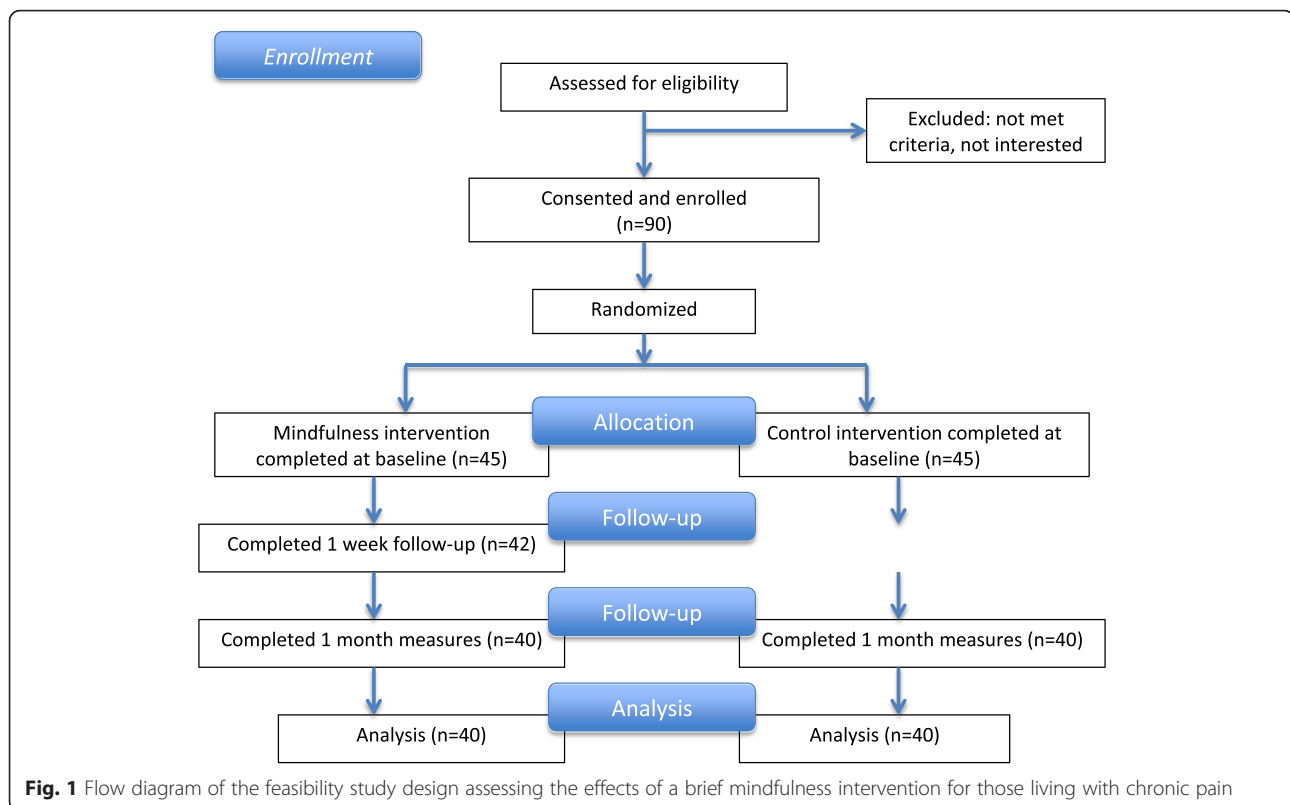 Enrollment
Assessed for eligibility
Excluded: not met
criteria, not interested
Consented and enrolled
(n=90)
Randomized
Allocation
Mindfulness intervention
completed at baseline (n=45)
Control intervention completed at
baseline (n=45)
Follow-up
Completed 1 week follow-up (n=42)
Follow-up
Completed 1 month measures (n=40)
Completed 1 month measures (n=40)
Analysis
Analysis (n=40)
Analysis (n=40)
Fig. 1 Flow diagram of the feasibility study design assessing the effects of a brief mindfulness intervention for those living with chronic pain